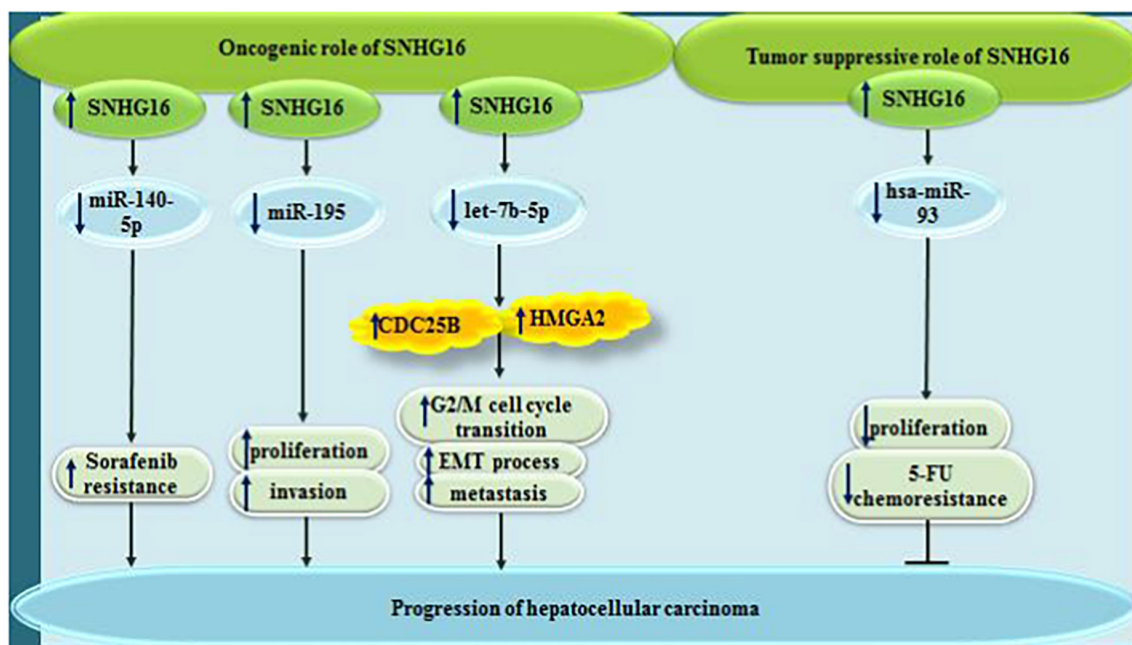 Oncogenic role of SNHG16
Tumor suppressive role of SNHG16
SNHG16
SNHG16
SNHG16
SNHG16
miR-140-
5p
miR-195
let-7b-5p
hsa-miR-
93
CDC25B
HMGA2
G2/M cell cycle
transition
EMT process
metastasis
proliferation
invasion
Sorafenib
resistance
proliferation
5-FU
chemoresistance
Progression of hepatocellular carcinoma